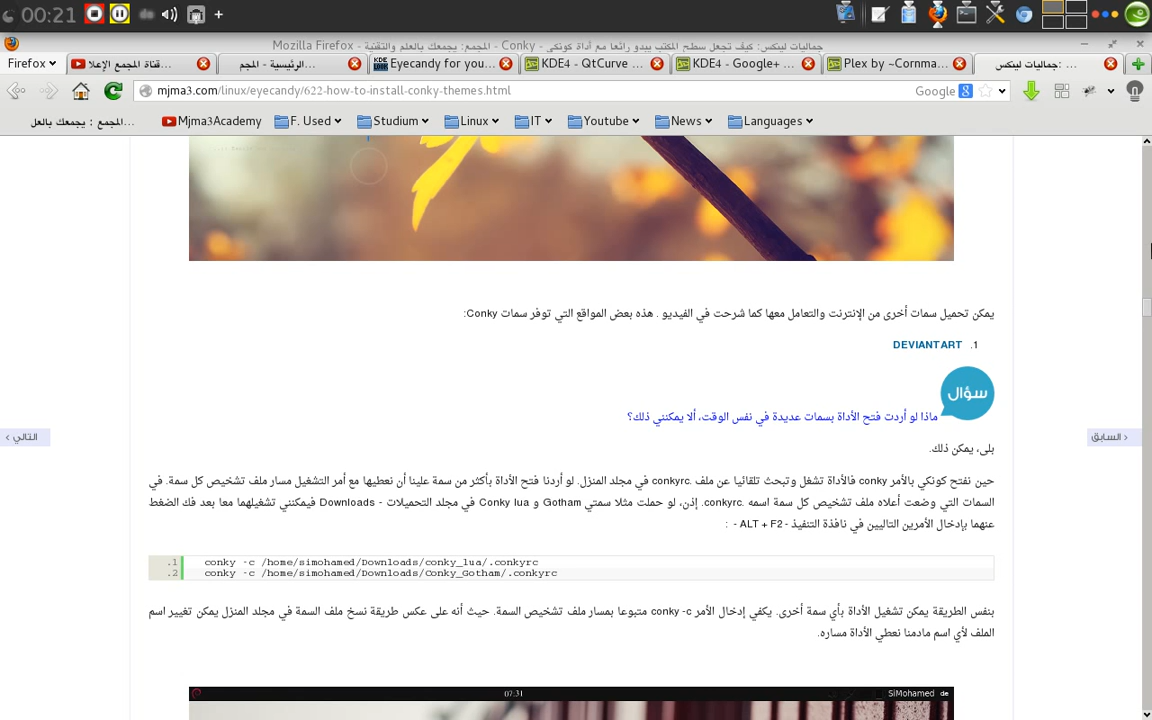 00:21
جماليات لينكس: كيف تجعل سطح المكتب يبدو رائعا مع أداة كونكي - Conky - المجمع: يجمعك بالعلم والتقنية - Mozilla Firefox
Firefox
قناة المجمع الإعلا...
الرئيسية - المجم...
Eyecandy for you...
KDE4 - QtCurve ...
KDE4 - Google+ ...
Plex by ~Cornma...
جماليات لينكس: ...
mjma3.com/linux/eyecandy/622-how-to-install-conky-themes.html
Google
المجمع : يجمعك بالعل...
Mjma3Academy
F. Used
Studium
Linux
IT
Youtube
News
Languages
يمكن تحميل سمات أخرى من الإنترنت والتعامل معها كما شرحت في الفيديو . هذه بعض المواقع التي توفر سمات Conky:
1. DEVIANTART
سؤال
ماذا لو أردت فتح الأداة بسمات عديدة في نفس الوقت، ألا يمكنني ذلك؟
التالي ›
‹ السابق
بلى، يمكن ذلك.
حين نفتح كونكي بالأمر conky فالأداة تشغل وتبحث تلقائيا عن ملف .conkyrc في مجلد المنزل. لو أردنا فتح الأداة بأكثر من سمة علينا أن نعطيها مع أمر التشغيل مسار ملف تشخيص كل سمة. في
السمات التي وضعت أعلاه ملف تشخيص كل سمة اسمه .conkyrc. إذن، لو حملت مثلا سمتي Gotham و Conky lua في مجلد التحميلات - Downloads فيمكنني تشغيلهما معا بعد فك الضغط
عنهما بإدخال الأمرين التاليين في نافذة التنفيذ - ALT + F2 - :
.1 conky -c /home/simohamed/Downloads/conky_lua/.conkyrc
.2 conky -c /home/simohamed/Downloads/Conky_Gotham/.conkyrc
بنفس الطريقة يمكن تشغيل الأداة بأي سمة أخرى. يكفي إدخال الأمر conky -c متبوعا بمسار ملف تشخيص السمة. حيث أنه على عكس طريقة نسخ ملف السمة في مجلد المنزل يمكن تغيير اسم
الملف لأي اسم مادمنا نعطي الأداة مساره.
07:31
SiMohamed de